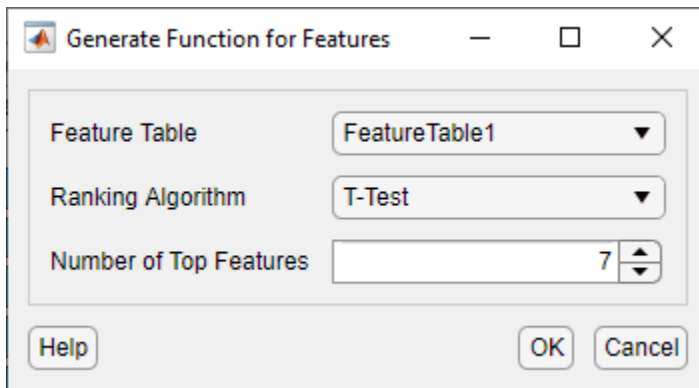 Generate Function for Features
Feature Table FeatureTable1
Ranking Algorithm T-Test
Number of Top Features 7
Help OK Cancel